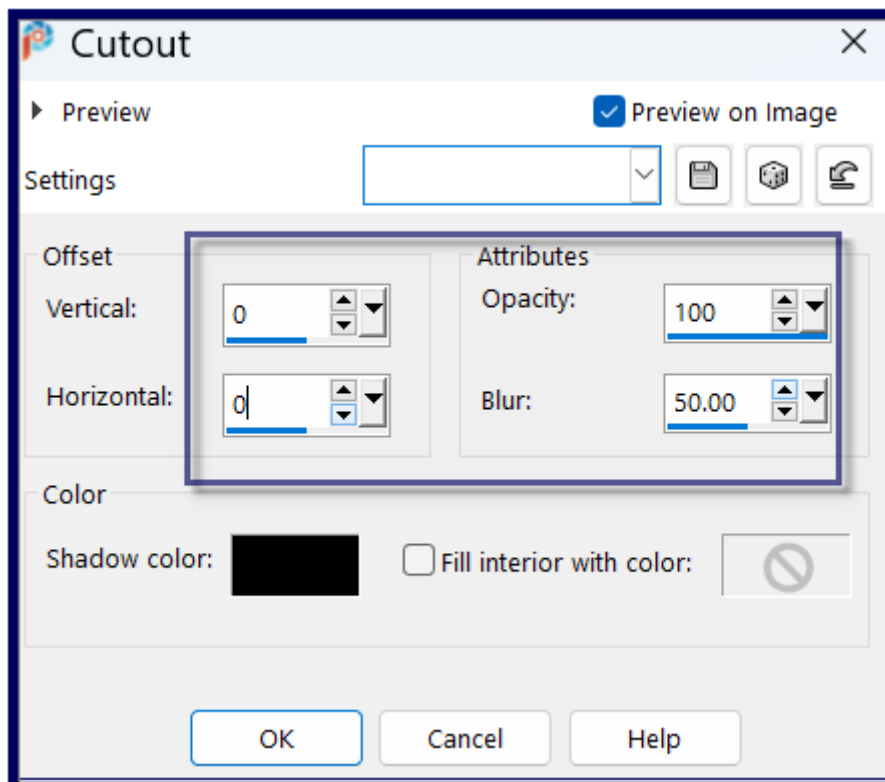 Cutout
Preview
Preview on Image
Settings
Offset
Attributes
Vertical: 0
Opacity: 100
Horizontal: 0
Blur: 50.00
Color
Shadow color:
Fill interior with color:
OK Cancel Help